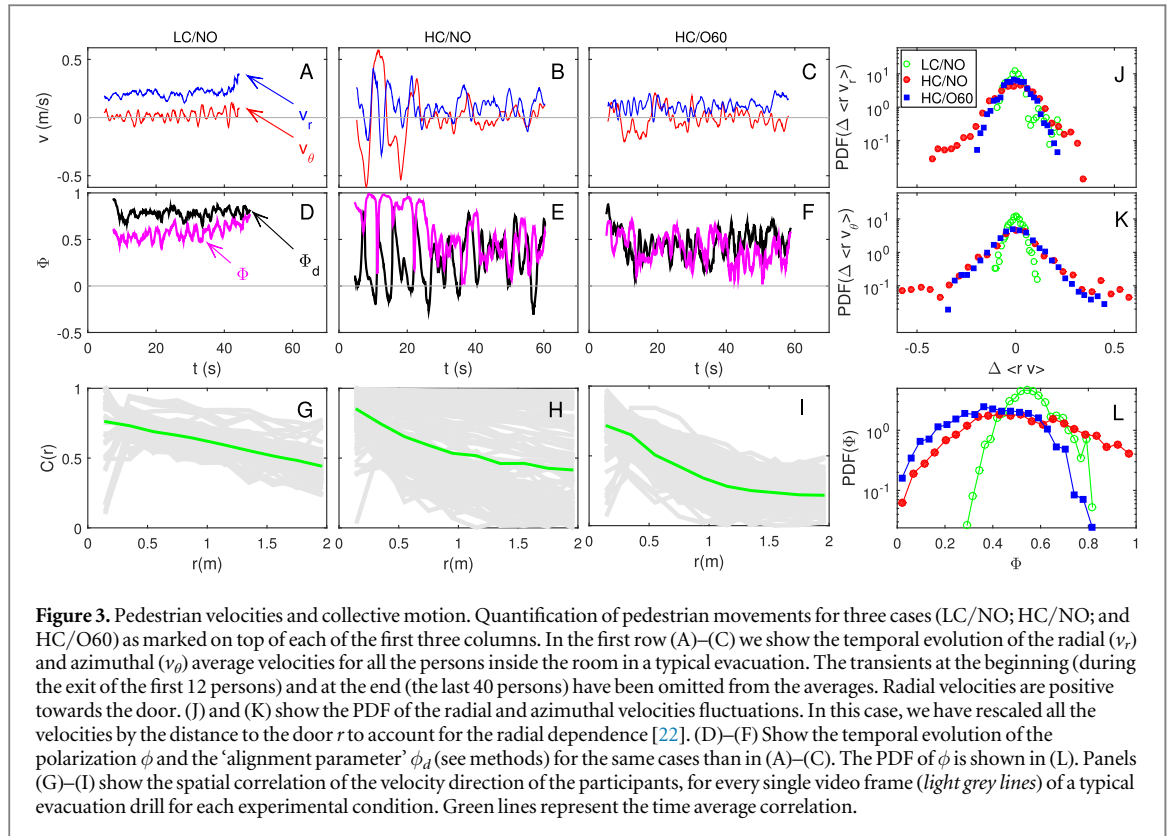 LC/NO HC/NO HC/O60
0.5 A B C J LC/NO
HC/NO
HC/O60
v (m/s) 0 v_r
v_θ
-0.5
PDF(Δ <r v_r>) 10^1 10^0 10^-1
1 D E F K
Φ 0.5 Φ_d
Φ
0
-0.5
0 20 40 60 0 20 40 60 0 20 40 60
t (s) t (s) t (s)
PDF(Δ <r v_θ>) 10^1 10^0 10^-1
-0.5 0 0.5
Δ <r v>
1 G H I L
C(r) 0.5
0
0 0.5 1 1.5 2 0 0.5 1 1.5 2 0 0.5 1 1.5 2
r(m) r(m) r(m)
PDF(Φ) 10^0 10^-1
0 0.2 0.4 0.6 0.8 1
Φ
Figure 3. Pedestrian velocities and collective motion. Quantification of pedestrian movements for three cases (LC/NO; HC/NO; and
HC/O60) as marked on top of each of the first three columns. In the first row (A)–(C) we show the temporal evolution of the radial (v_r)
and azimuthal (v_θ) average velocities for all the persons inside the room in a typical evacuation. The transients at the beginning (during
the exit of the first 12 persons) and at the end (the last 40 persons) have been omitted from the averages. Radial velocities are positive
towards the door. (J) and (K) show the PDF of the radial and azimuthal velocities fluctuations. In this case, we have rescaled all the
velocities by the distance to the door r to account for the radial dependence [22]. (D)–(F) Show the temporal evolution of the
polarization ϕ and the ‘alignment parameter’ ϕ_d (see methods) for the same cases than in (A)–(C). The PDF of ϕ is shown in (L). Panels
(G)–(I) show the spatial correlation of the velocity direction of the participants, for every single video frame (light grey lines) of a typical
evacuation drill for each experimental condition. Green lines represent the time average correlation.